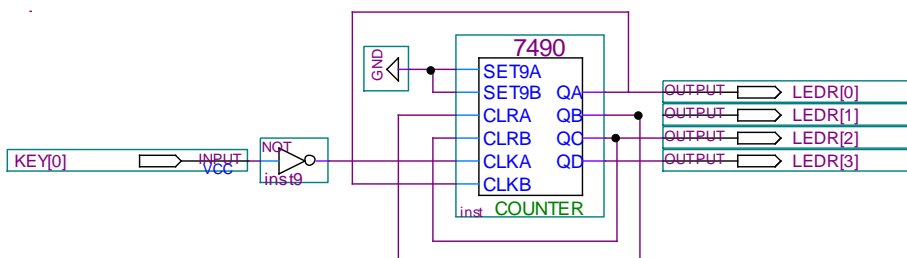 7490
GND
SET9A
SET9B QA
CLRA QB
CLRB QC
CLKA QD
CLKB
inst COUNTER
OUTPUT LEDR[0]
OUTPUT LEDR[1]
OUTPUT LEDR[2]
OUTPUT LEDR[3]
KEY[0] INPUT
VCC
NOT
inst9